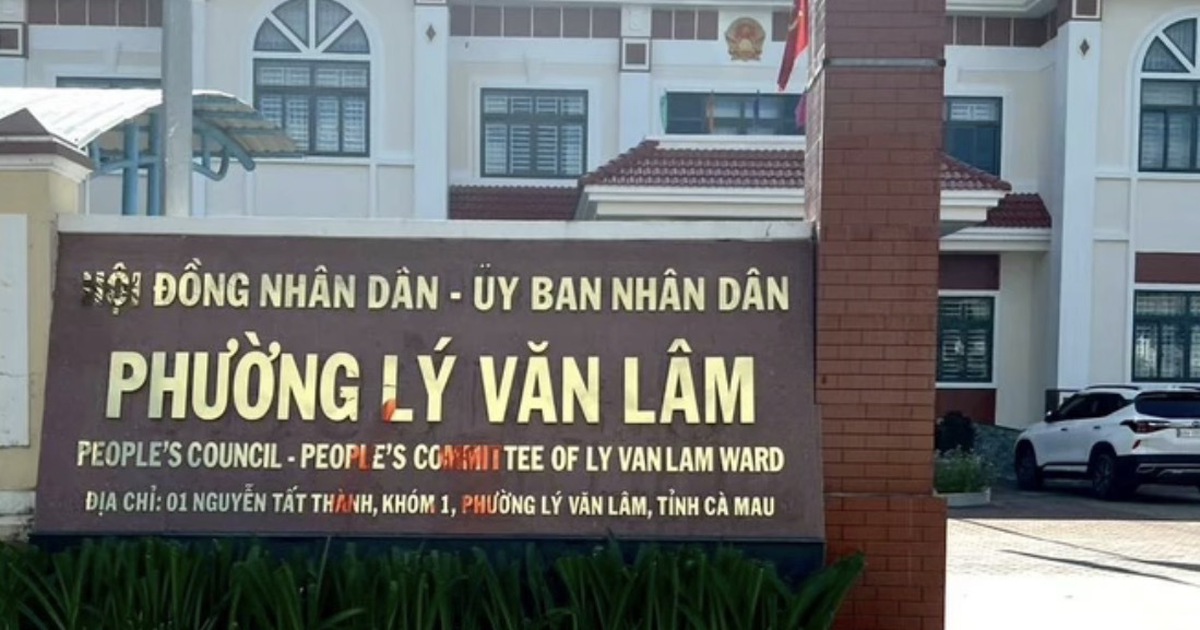 HỘI ĐỒNG NHÂN DÂN - ỦY BAN NHÂN DÂN
PHƯỜNG LÝ VĂN LÂM
PEOPLE'S COUNCIL - PEOPLE'S COMMITTEE OF LY VAN LAM WARD
ĐỊA CHỈ: 01 NGUYỄN TẤT THÀNH, KHÓM 1, PHƯỜNG LÝ VĂN LÂM, TỈNH CÀ MAU